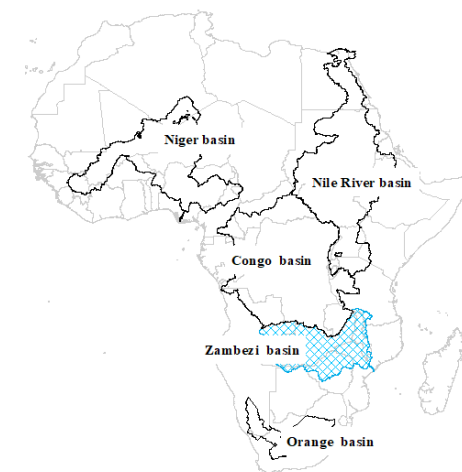 Niger basin
Nile River basin
Congo basin
Zambezi basin
Orange basin